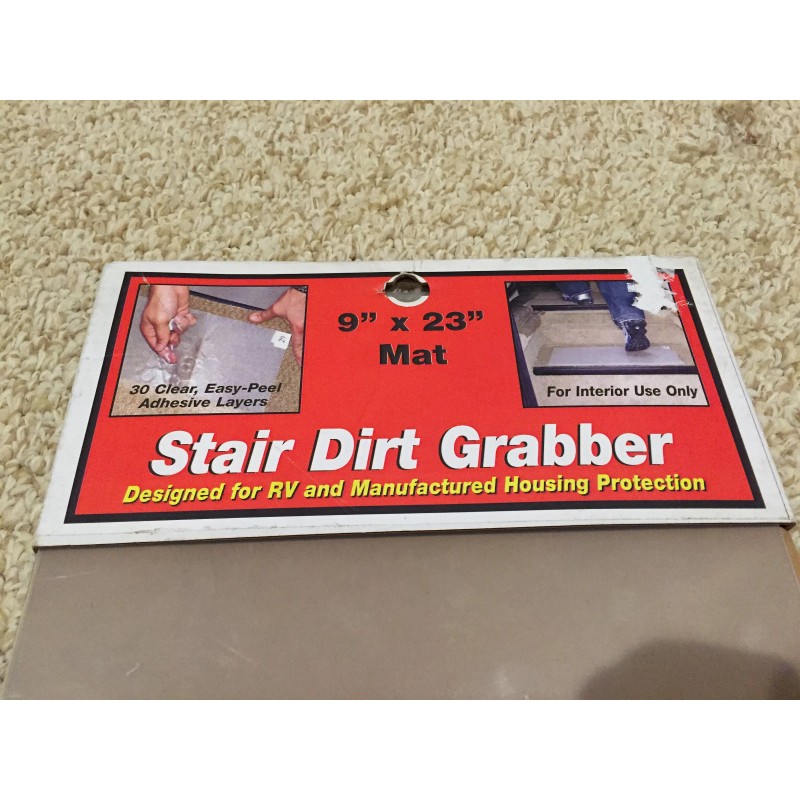 9” x 23”
Mat
30 Clear, Easy-Peel
Adhesive Layers
For Interior Use Only
Stair Dirt Grabber
Designed for RV and Manufactured Housing Protection